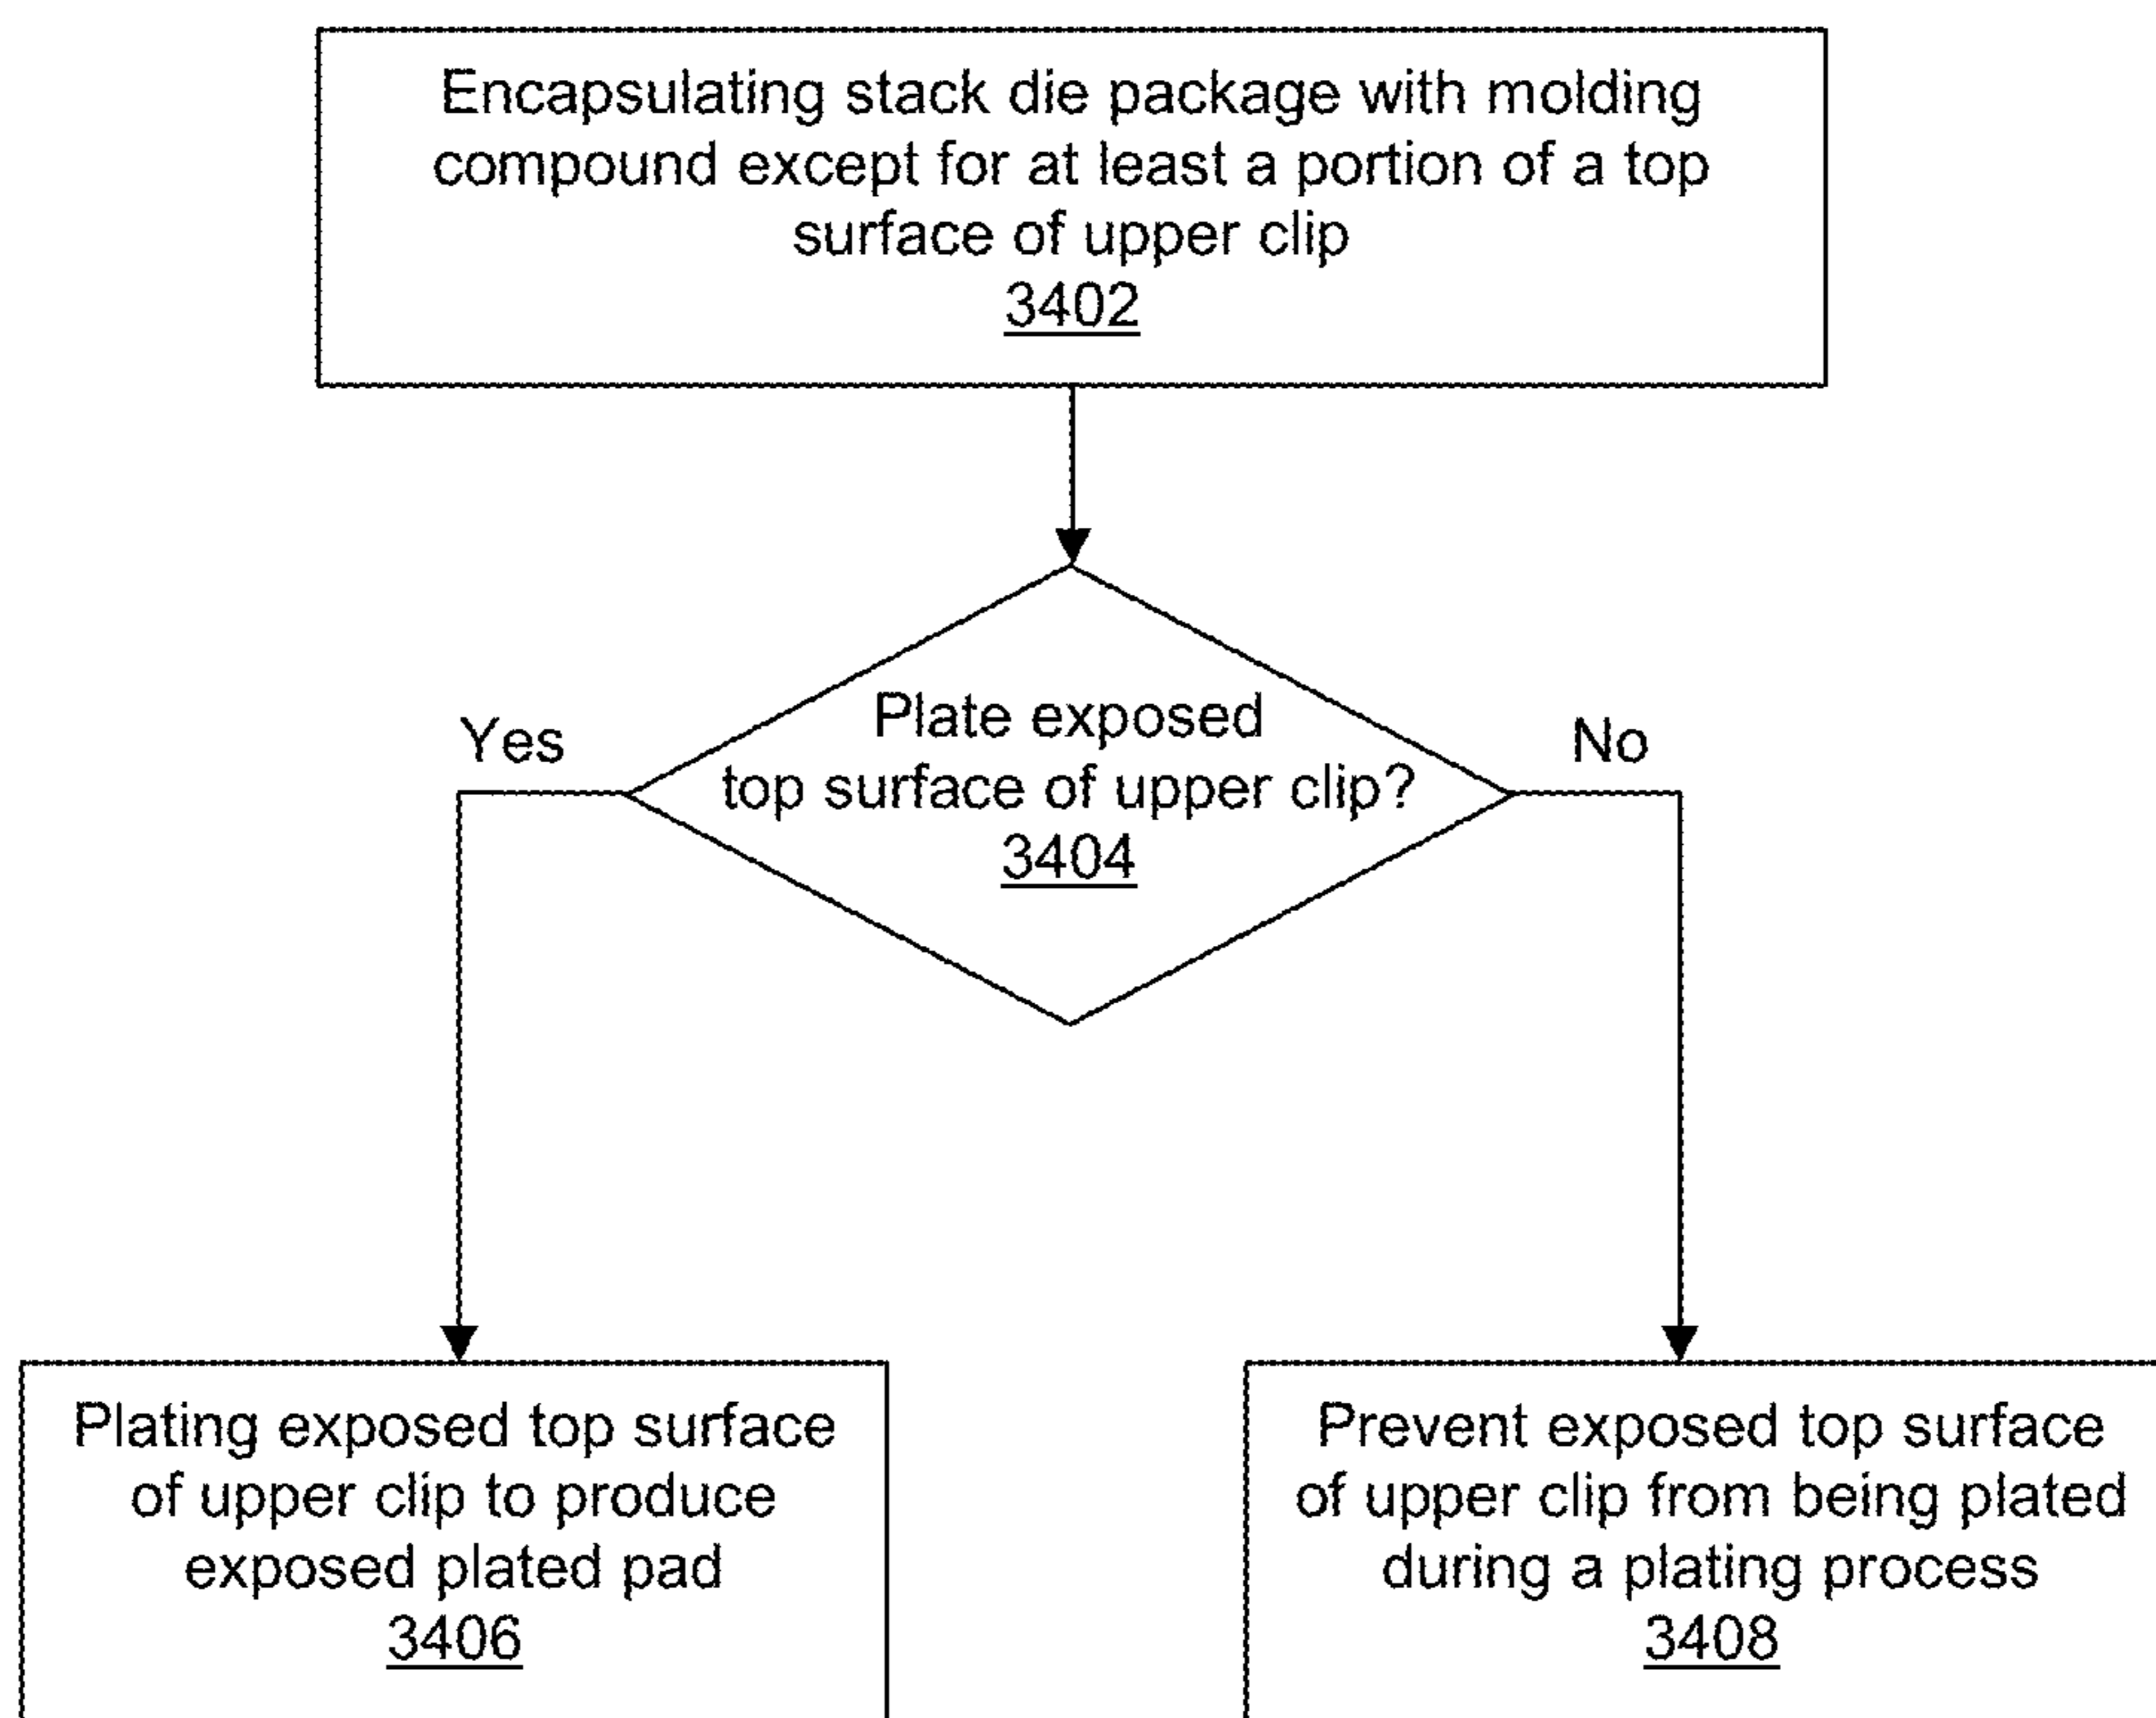 Encapsulating stack die package with molding
compound except for at least a portion of a top
surface of upper clip
3402
Plate exposed
top surface of upper clip?
3404
Yes
No
Plating exposed top surface
of upper clip to produce
exposed plated pad
3406
Prevent exposed top surface
of upper clip from being plated
during a plating process
3408